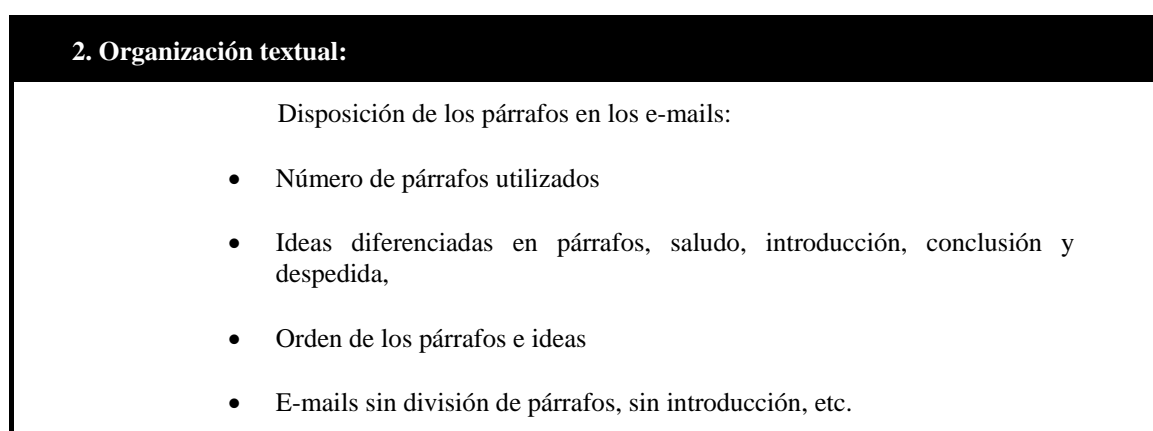 2. Organización textual:
Disposición de los párrafos en los e-mails:
• Número de párrafos utilizados
• Ideas diferenciadas en párrafos, saludo, introducción, conclusión y
despedida,
• Orden de los párrafos e ideas
• E-mails sin división de párrafos, sin introducción, etc.